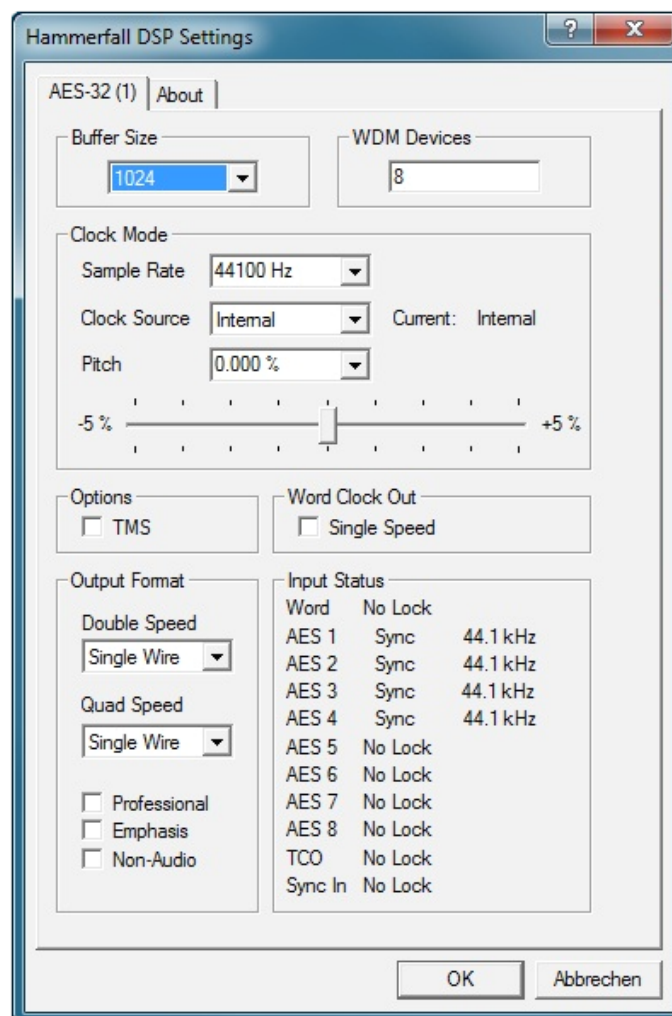 Hammerfall DSP Settings
AES-32 (1) About
Buffer Size
1024
WDM Devices
8
Clock Mode
Sample Rate 44100 Hz
Clock Source Internal Current: Internal
Pitch 0.000 %
-5 % +5 %
Options
TMS
Word Clock Out
Single Speed
Output Format
Double Speed
Single Wire
Quad Speed
Single Wire
Professional
Emphasis
Non-Audio
Input Status
Word No Lock
AES 1 Sync 44.1 kHz
AES 2 Sync 44.1 kHz
AES 3 Sync 44.1 kHz
AES 4 Sync 44.1 kHz
AES 5 No Lock
AES 6 No Lock
AES 7 No Lock
AES 8 No Lock
TCO No Lock
Sync In No Lock
OK Abbrechen